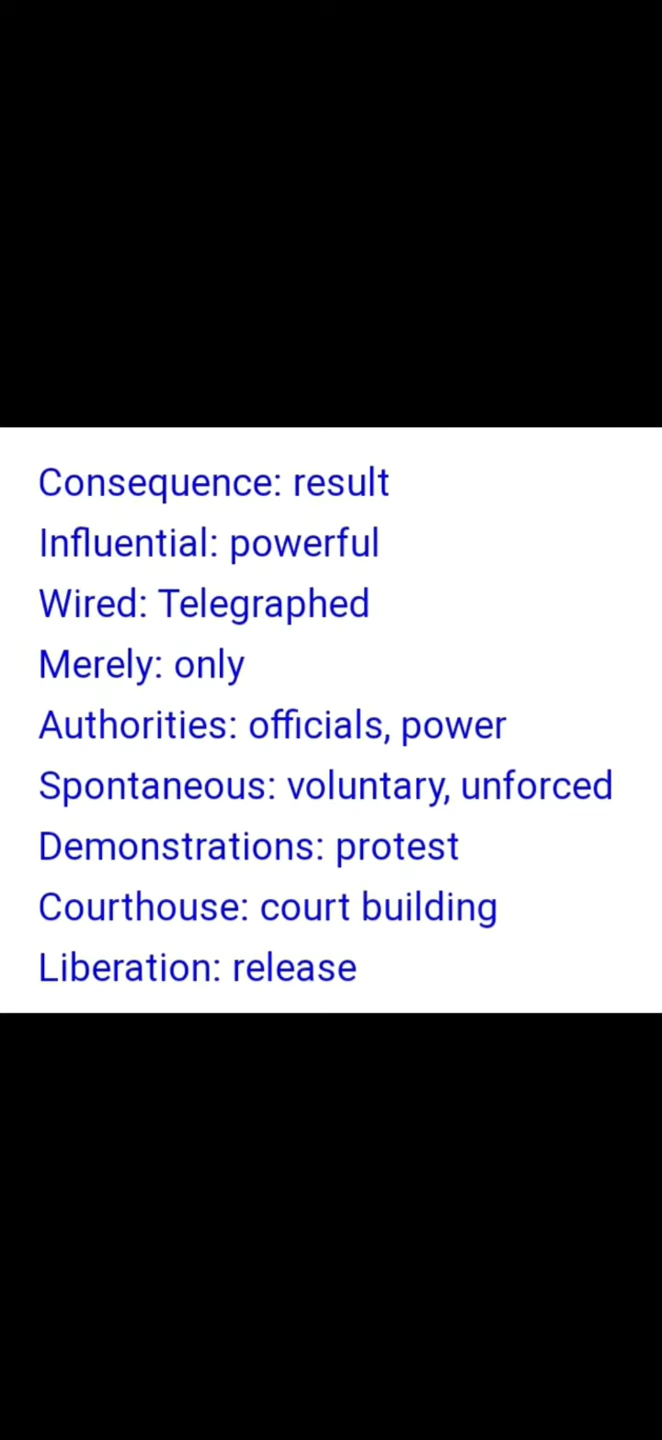 Consequence: result
Influential: powerful
Wired: Telegraphed
Merely: only
Authorities: officials, power
Spontaneous: voluntary, unforced
Demonstrations: protest
Courthouse: court building
Liberation: release